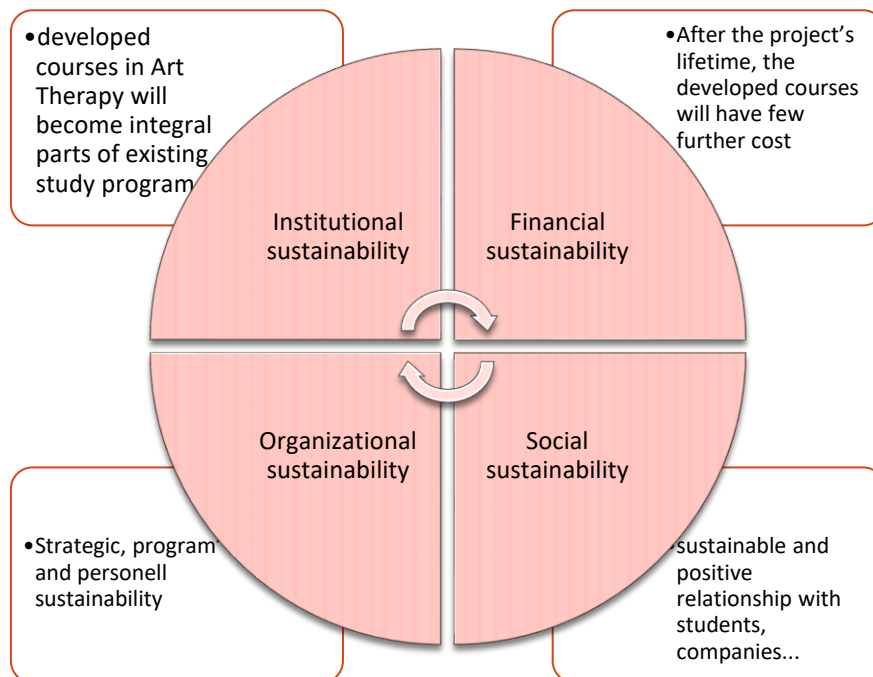 •developed
courses in Art
Therapy will
become integral
parts of existing
study program
•After the project's
lifetime, the
developed courses
will have few
further cost
Institutional
sustainability
Financial
sustainability
Organizational
sustainability
Social
sustainability
•Strategic, program
and personell
sustainability
•sustainable and
positive
relationship with
students,
companies...